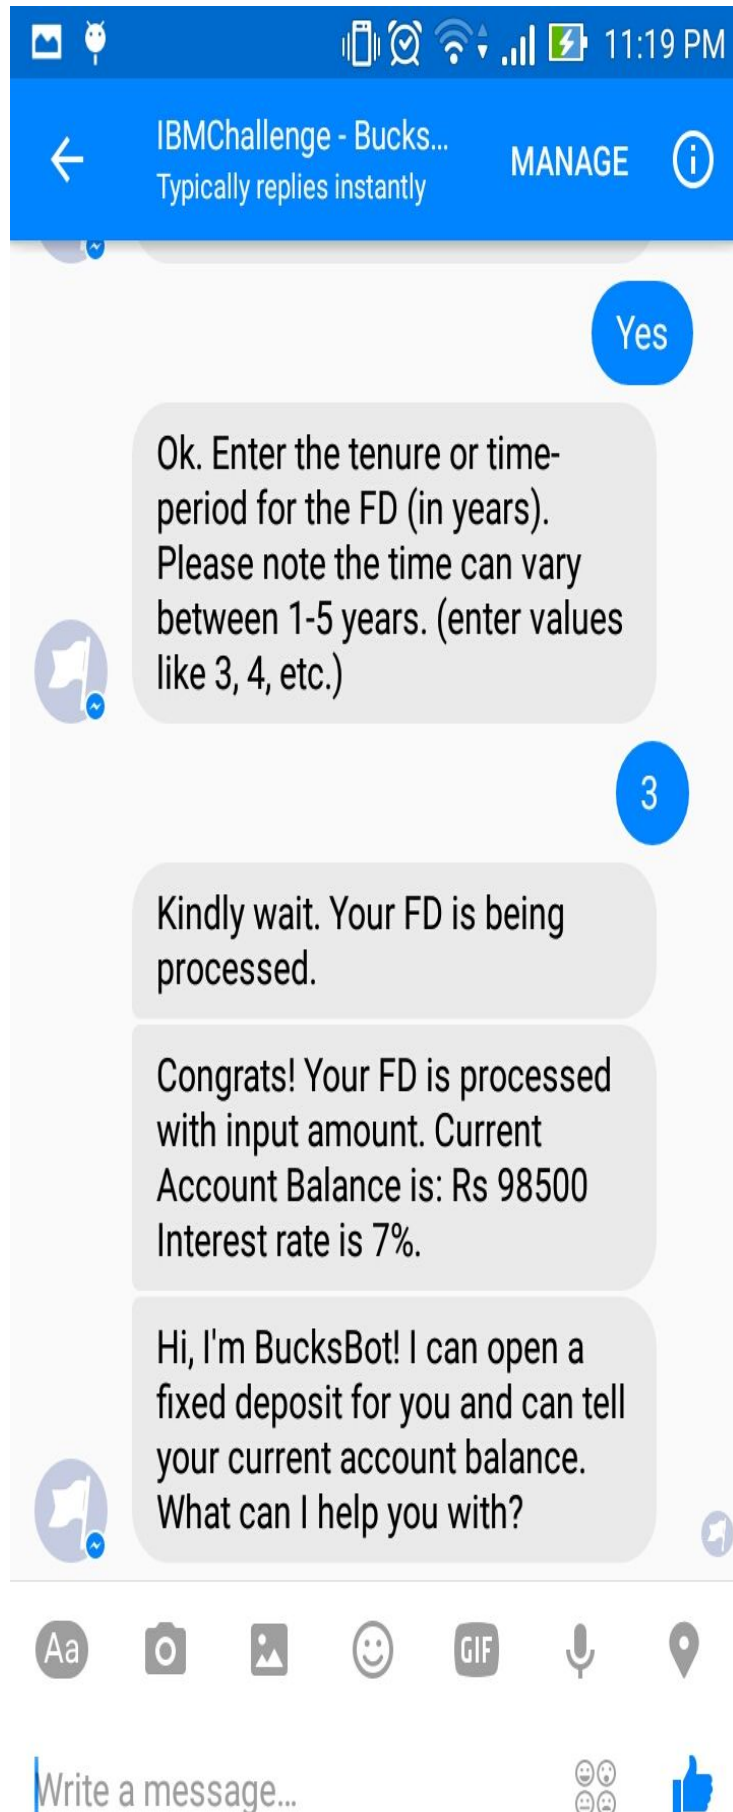 11:19 PM
IBMChallenge - Bucks...
Typically replies instantly
MANAGE
Yes
Ok. Enter the tenure or time-
period for the FD (in years).
Please note the time can vary
between 1-5 years. (enter values
like 3, 4, etc.)
3
Kindly wait. Your FD is being
processed.
Congrats! Your FD is processed
with input amount. Current
Account Balance is: Rs 98500
Interest rate is 7%.
Hi, I'm BucksBot! I can open a
fixed deposit for you and can tell
your current account balance.
What can I help you with?
Aa
GIF
Write a message...